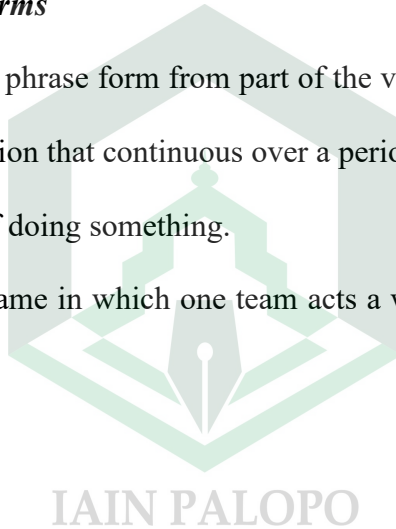 rms
phrase form from part of the v
ion that continuous over a perio
f doing something.
ame in which one team acts a v
IAIN PALOPO